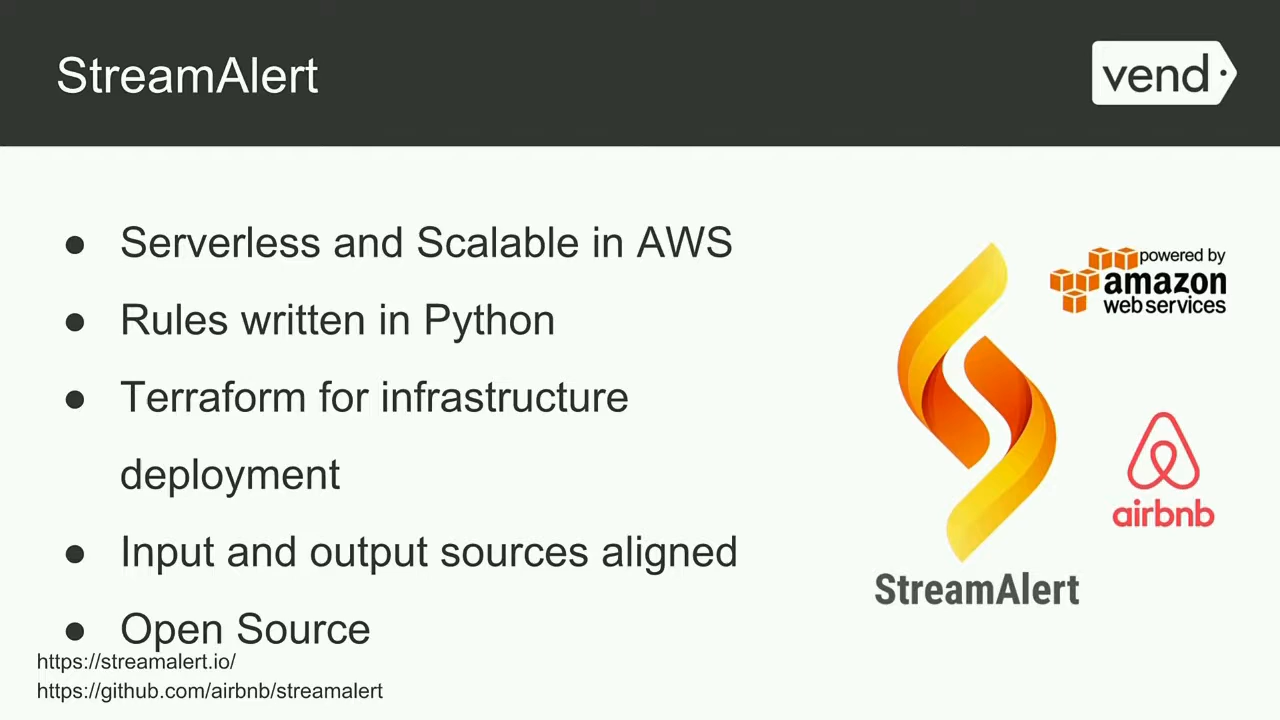 StreamAlert
vend
● Serverless and Scalable in AWS
● Rules written in Python
● Terraform for infrastructure
deployment
● Input and output sources aligned
● Open Source
https://streamalert.io/
https://github.com/airbnb/streamalert
powered by
amazon
web services
airbnb
StreamAlert